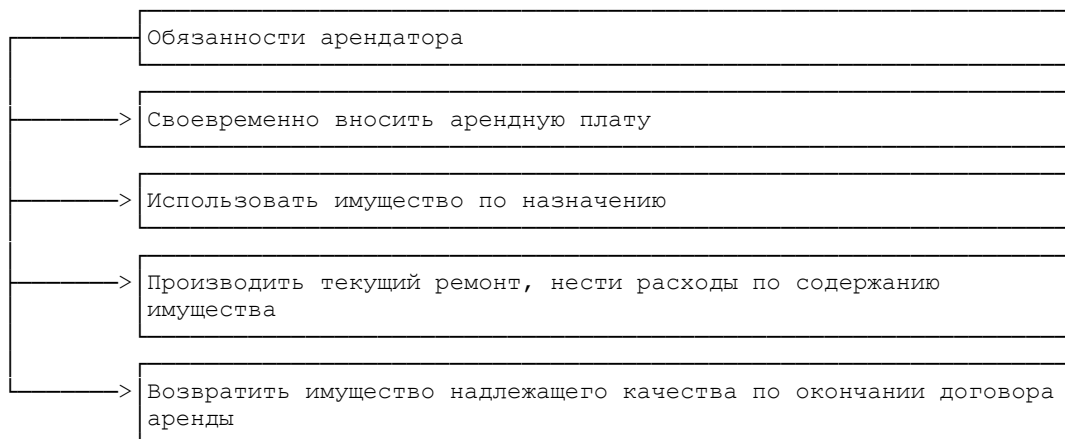 Обязанности арендатора
Своевременно вносить арендную плату
Использовать имущество по назначению
Производить текущий ремонт, нести расходы по содержанию
имущества
Возвратить имущество надлежащего качества по окончании договора
аренды